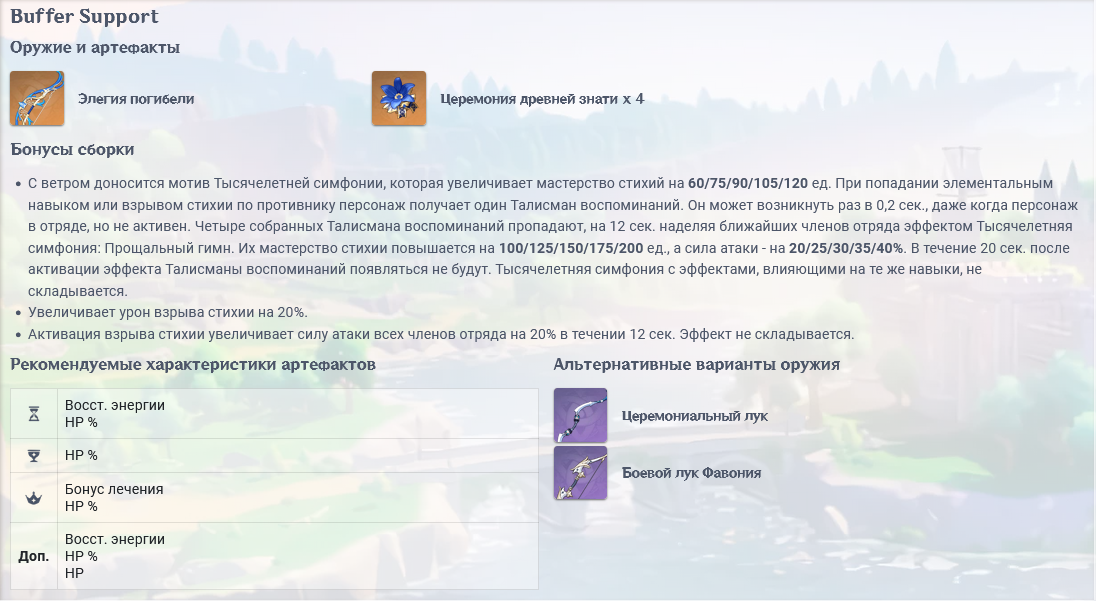 Buffer Support
Оружие и артефакты
Элегия погибели
Церемония древней знати x 4
Бонусы сборки
С ветром доносится мотив Тысячелетней симфонии, которая увеличивает мастерство стихий на 60/75/90/105/120 ед. При попадании элементальным
навыком или взрывом стихии по противнику персонаж получает один Талисман воспоминаний. Он может возникнуть раз в 0,2 сек., даже когда персонаж
в отряде, но не активен. Четыре собранных Талисмана воспоминаний пропадают, на 12 сек. наделяя ближайших членов отряда эффектом Тысячелетняя
симфония: Прощальный гимн. Их мастерство стихии повышается на 100/125/150/175/200 ед., а сила атаки - на 20/25/30/35/40%. В течение 20 сек. после
активации эффекта Талисманы воспоминаний появляться не будут. Тысячелетняя симфония с эффектами, влияющими на те же навыки, не
складывается.
Увеличивает урон взрыва стихии на 20%.
Активация взрыва стихии увеличивает силу атаки всех членов отряда на 20% в течении 12 сек. Эффект не складывается.
Рекомендуемые характеристики артефактов
Восст. энергии
HP %
HP %
Бонус лечения
HP %
Доп.
Восст. энергии
HP %
HP
Альтернативные варианты оружия
Церемониальный лук
Боевой лук Фавония